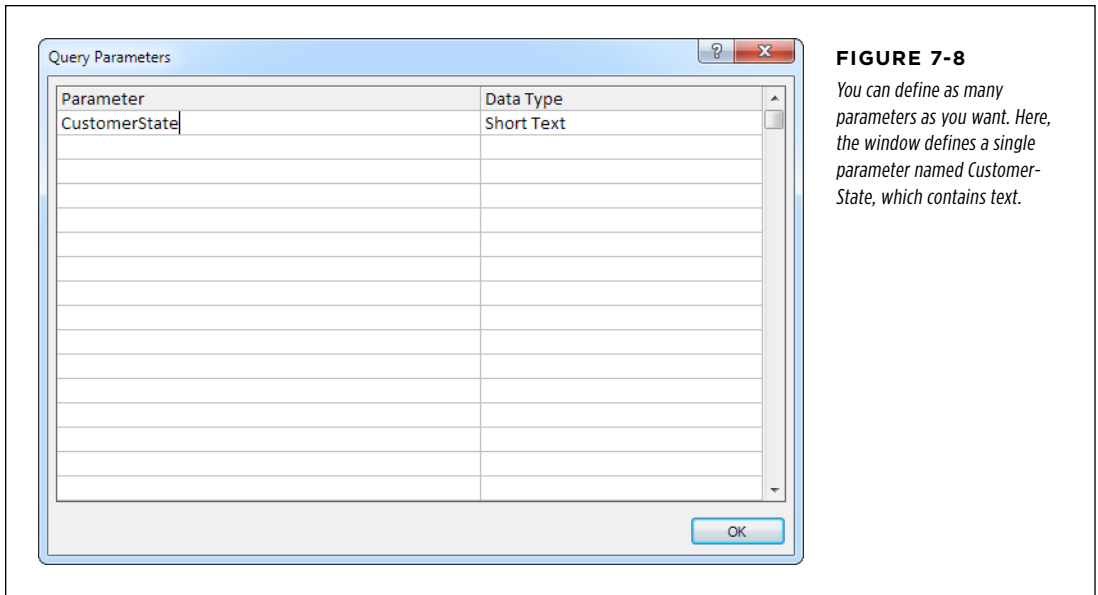 Query Parameters
Parameter Data Type
CustomerState Short Text
OK
FIGURE 7-8
You can define as many
parameters as you want. Here,
the window defines a single
parameter named Customer-
State, which contains text.